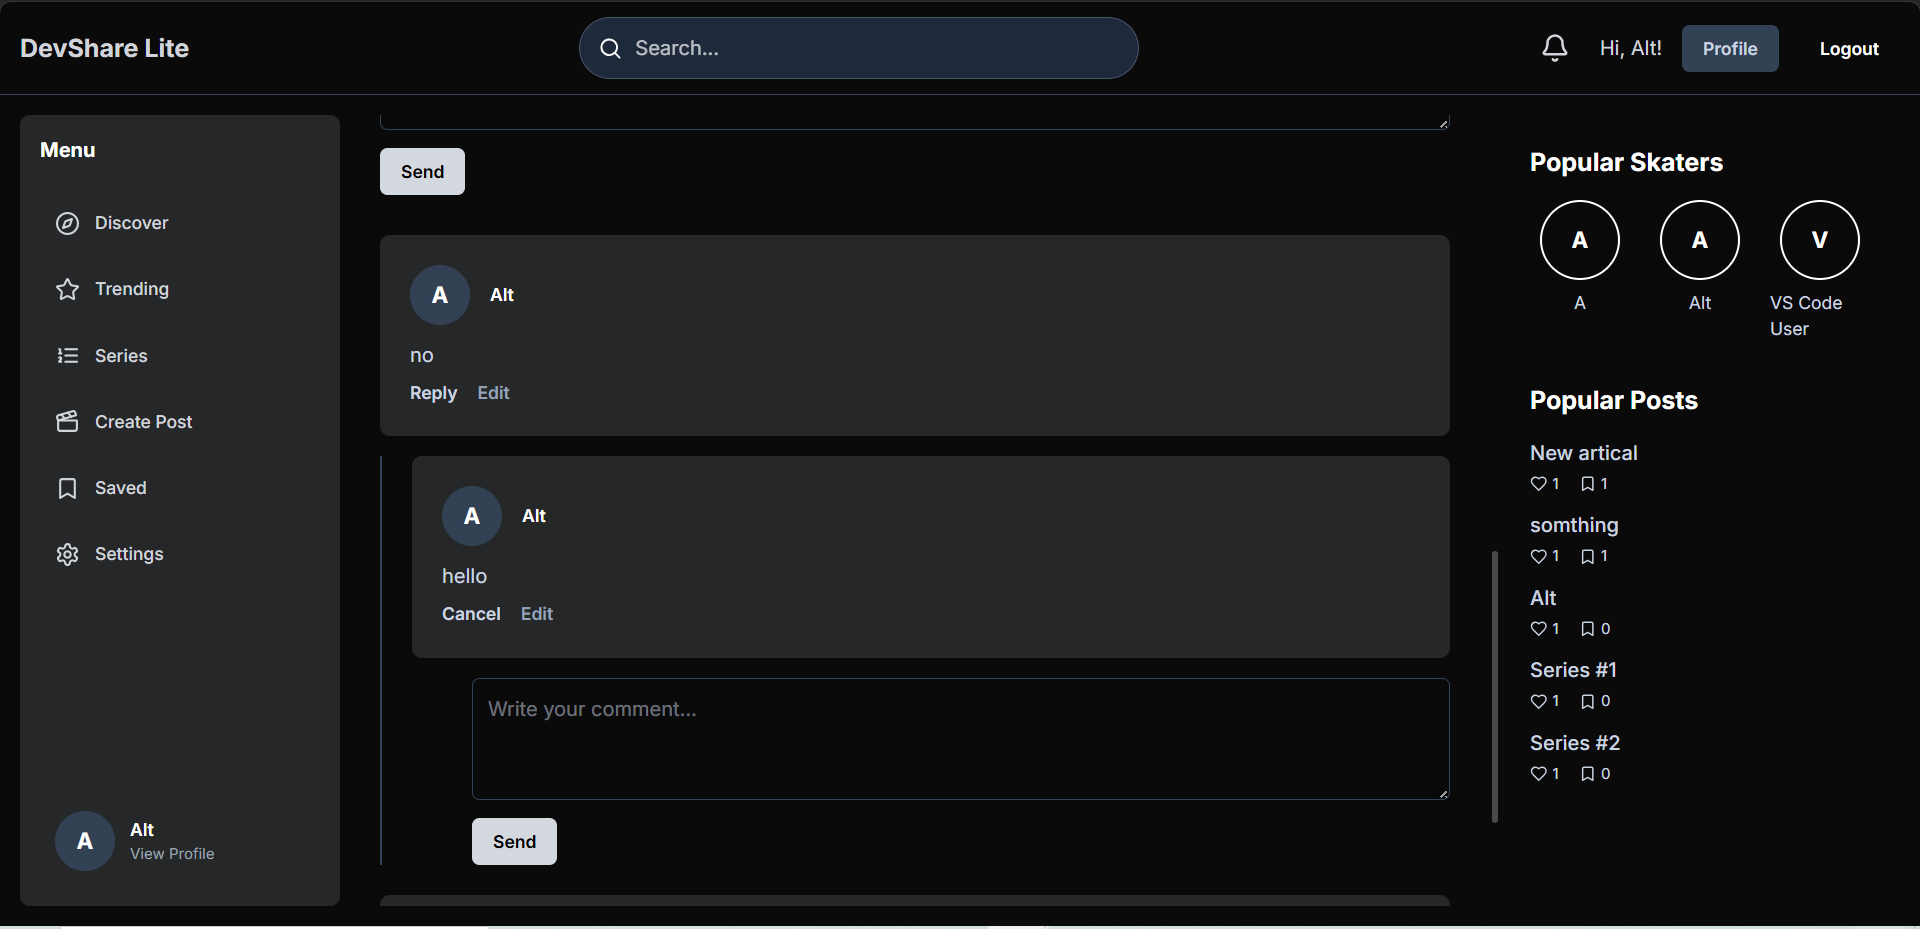 DevShare Lite
Search...
Hi, Alt!
Profile
Logout
Menu
Discover
Trending
Series
Create Post
Saved
Settings
A
Alt
View Profile
Send
A
Alt
no
Reply Edit
A
Alt
hello
Cancel Edit
Write your comment...
Send
Popular Skaters
A A V
A Alt VS Code
User
Popular Posts
New artical
1 1
somthing
1 1
Alt
1 0
Series #1
1 0
Series #2
1 0